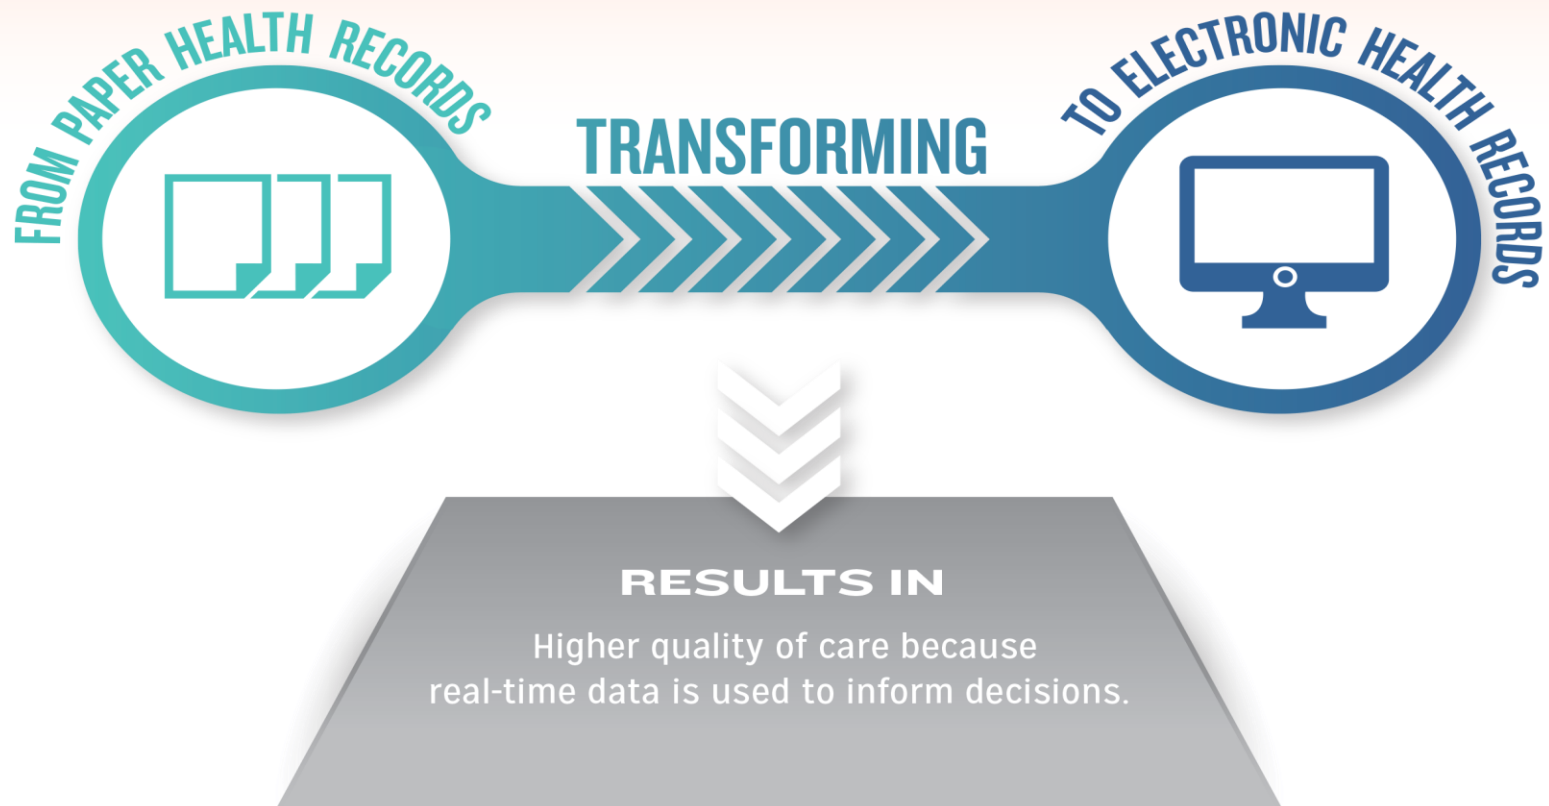 FROM PAPER HEALTH RECORDS
TRANSFORMING
TO ELECTRONIC HEALTH RECORDS
RESULTS IN
Higher quality of care because
real-time data is used to inform decisions.